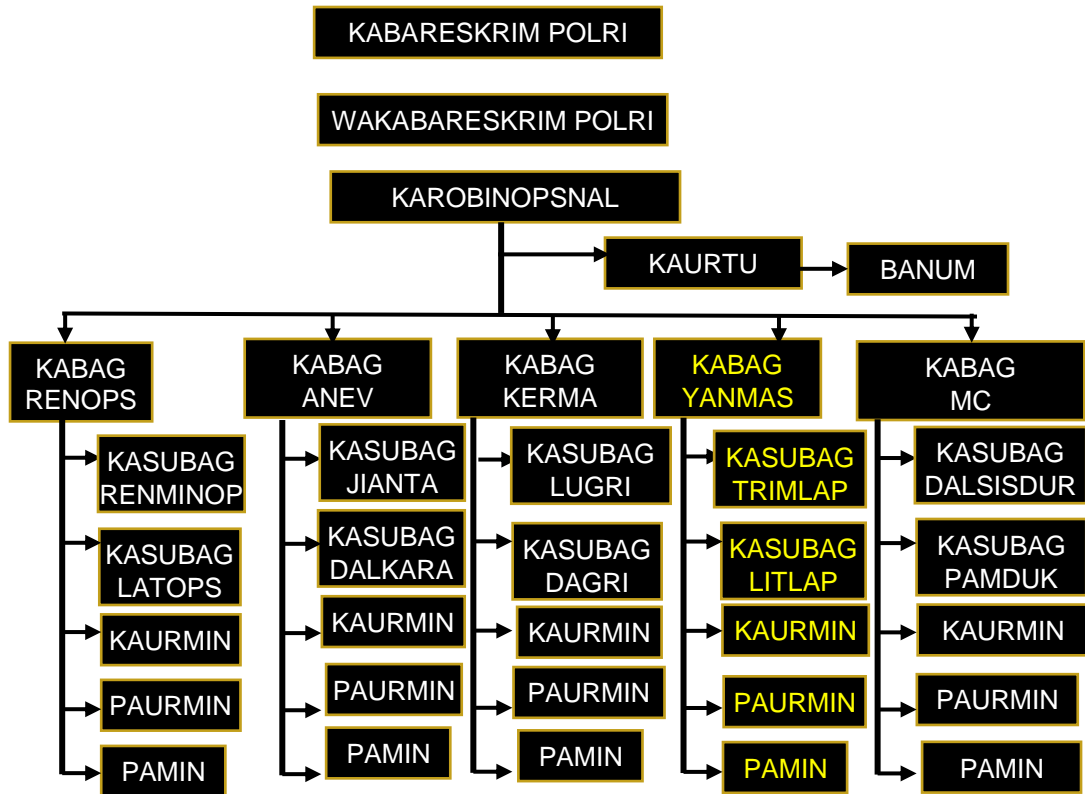 KABARESKRIM POLRI
WAKABARESKRIM POLRI
KAROBINOPSNAL
KAURTU
BANUM
KABAG
RENOPS
KASUBAG
RENMINOP
KASUBAG
LATOPS
KAURMIN
PAURMIN
PAMIN
KABAG
ANEV
KASUBAG
JIANTA
KASUBAG
DALKARA
KAURMIN
PAURMIN
PAMIN
KABAG
KERMA
KASUBAG
LUGRI
KASUBAG
DAGRI
KAURMIN
PAURMIN
PAMIN
KABAG
YANMAS
KASUBAG
TRIMLAP
KASUBAG
LITLAP
KAURMIN
PAURMIN
PAMIN
KABAG
MC
KASUBAG
DALSISDUR
KASUBAG
PAMDUK
KAURMIN
PAURMIN
PAMIN